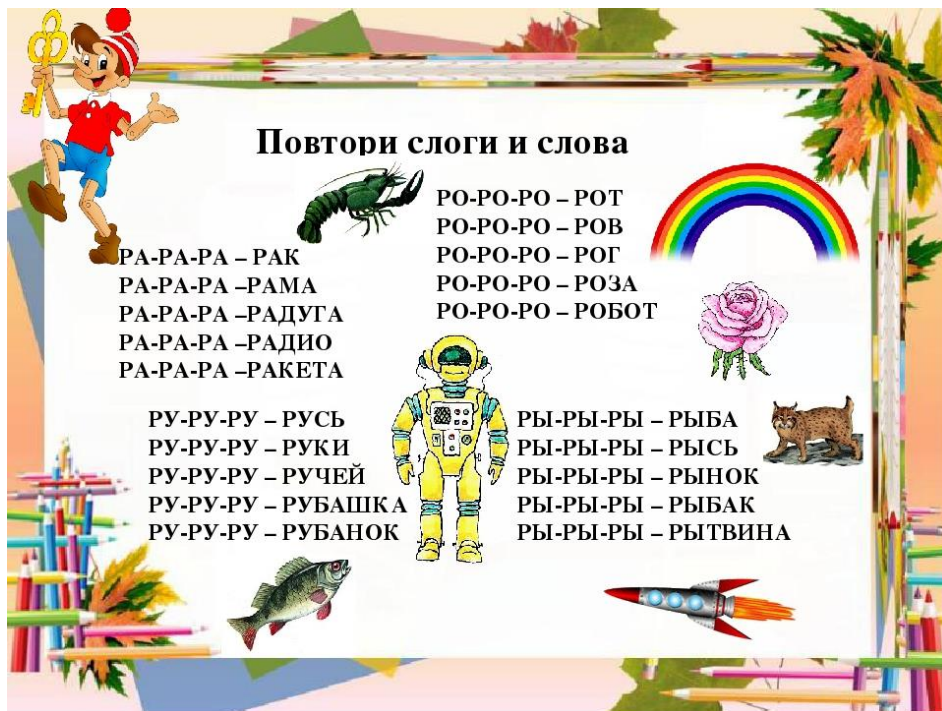 Повтори слоги и слова
РА-РА-РА – РАК
РА-РА-РА –РАМА
РА-РА-РА –РАДУГА
РА-РА-РА –РАДИО
РА-РА-РА –РАКЕТА
РО-РО-РО – РОТ
РО-РО-РО – РОВ
РО-РО-РО – РОГ
РО-РО-РО – РОЗА
РО-РО-РО – РОБОТ
РУ-РУ-РУ – РУСЬ
РУ-РУ-РУ – РУКИ
РУ-РУ-РУ – РУЧЕЙ
РУ-РУ-РУ – РУБАШКА
РУ-РУ-РУ – РУБАНОК
РЫ-РЫ-РЫ – РЫБА
РЫ-РЫ-РЫ – РЫСЬ
РЫ-РЫ-РЫ – РЫНОК
РЫ-РЫ-РЫ – РЫБАК
РЫ-РЫ-РЫ – РЫТВИНА